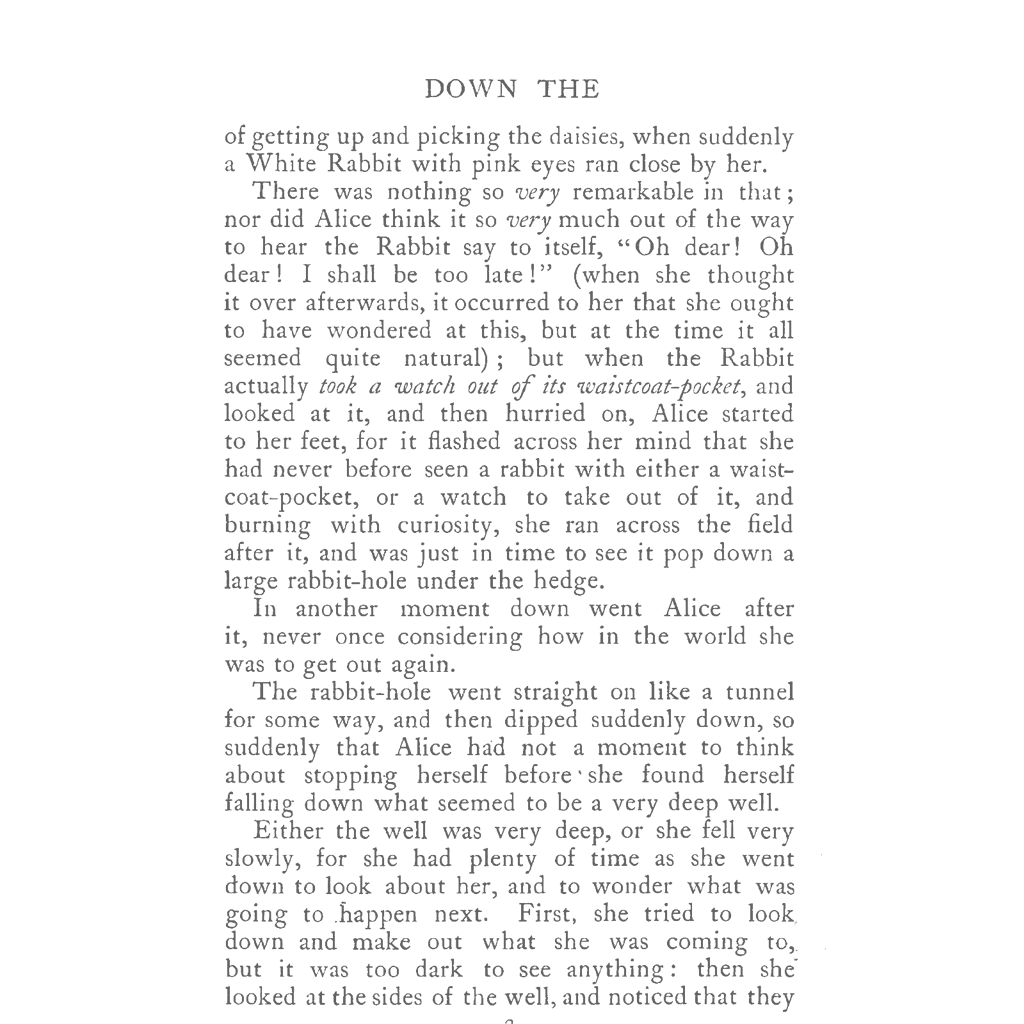 DOWN THE
of getting up and picking the daisies, when suddenly
a White Rabbit with pink eyes ran close by her.
There was nothing so very remarkable in that;
nor did Alice think it so very much out of the way
to hear the Rabbit say to itself, “Oh dear! Oh
dear! I shall be too late!” (when she thought
it over afterwards, it occurred to her that she ought
to have wondered at this, but at the time it all
seemed quite natural); but when the Rabbit
actually took a watch out of its waistcoat-pocket, and
looked at it, and then hurried on, Alice started
to her feet, for it flashed across her mind that she
had never before seen a rabbit with either a waist-
coat-pocket, or a watch to take out of it, and
burning with curiosity, she ran across the field
after it, and was just in time to see it pop down a
large rabbit-hole under the hedge.
In another moment down went Alice after
it, never once considering how in the world she
was to get out again.
The rabbit-hole went straight on like a tunnel
for some way, and then dipped suddenly down, so
suddenly that Alice had not a moment to think
about stopping herself before she found herself
falling down what seemed to be a very deep well.
Either the well was very deep, or she fell very
slowly, for she had plenty of time as she went
down to look about her, and to wonder what was
going to happen next. First, she tried to look
down and make out what she was coming to,
but it was too dark to see anything: then she
looked at the sides of the well, and noticed that they